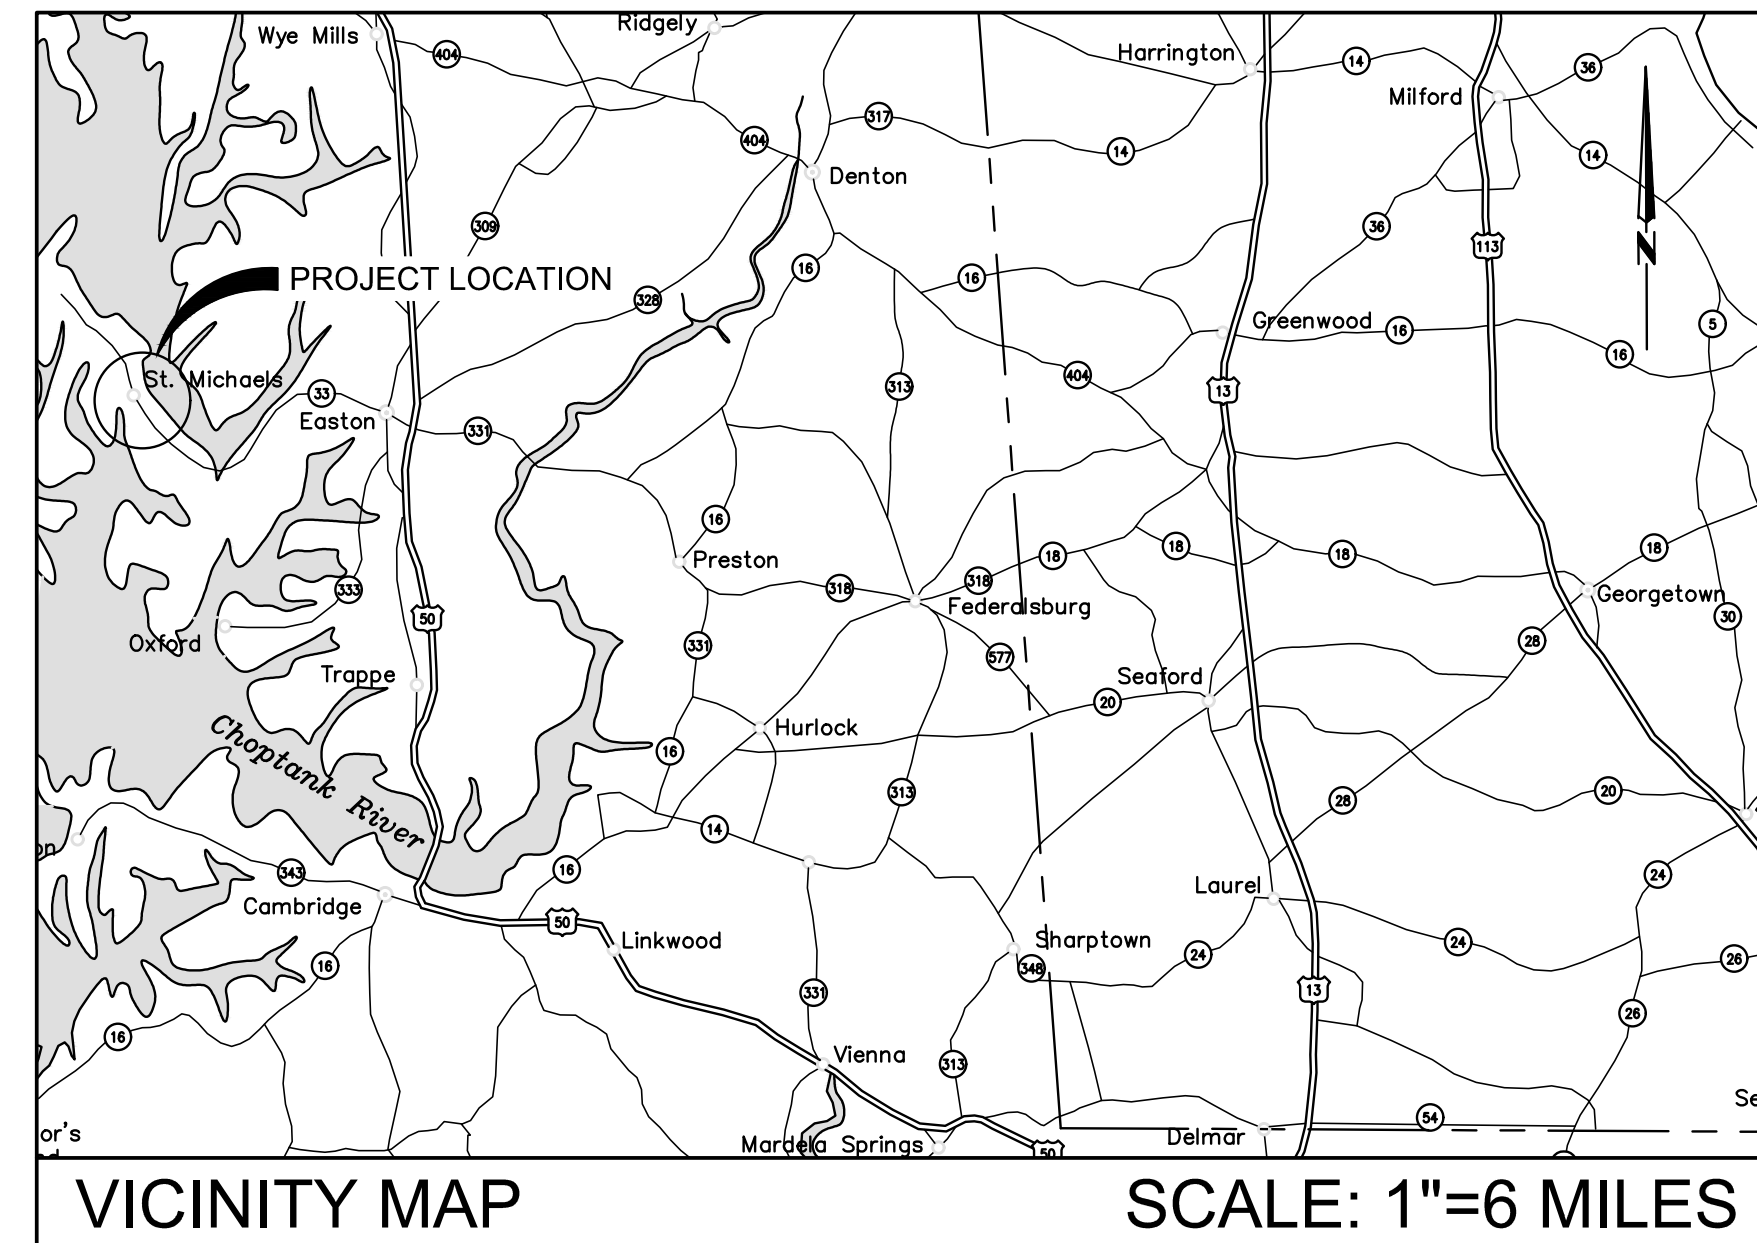 Ridgely
Wye Mills
404
Harrington
14
36
Milford
317
404
14
14
Denton
309
36
113
N
16
16
PROJECT LOCATION
328
5
Greenwood
16
16
404
St. Michaels
33
313
13
Easton
331
16
18
18
18
18
Preston
318
318
333
Federalsburg
Georgetown
50
30
Oxford
331
577
28
Trappe
Seaford
20
Choptank River
Hurlock
16
313
28
20
14
on
343
16
24
Laurel
Cambridge
50
Linkwood
Sharptown
24
24
26
16
348
331
13
26
16
Vienna
313
Se
54
or's
Mardela Springs
50
Delmar
VICINITY MAP
SCALE: 1"=6 MILES